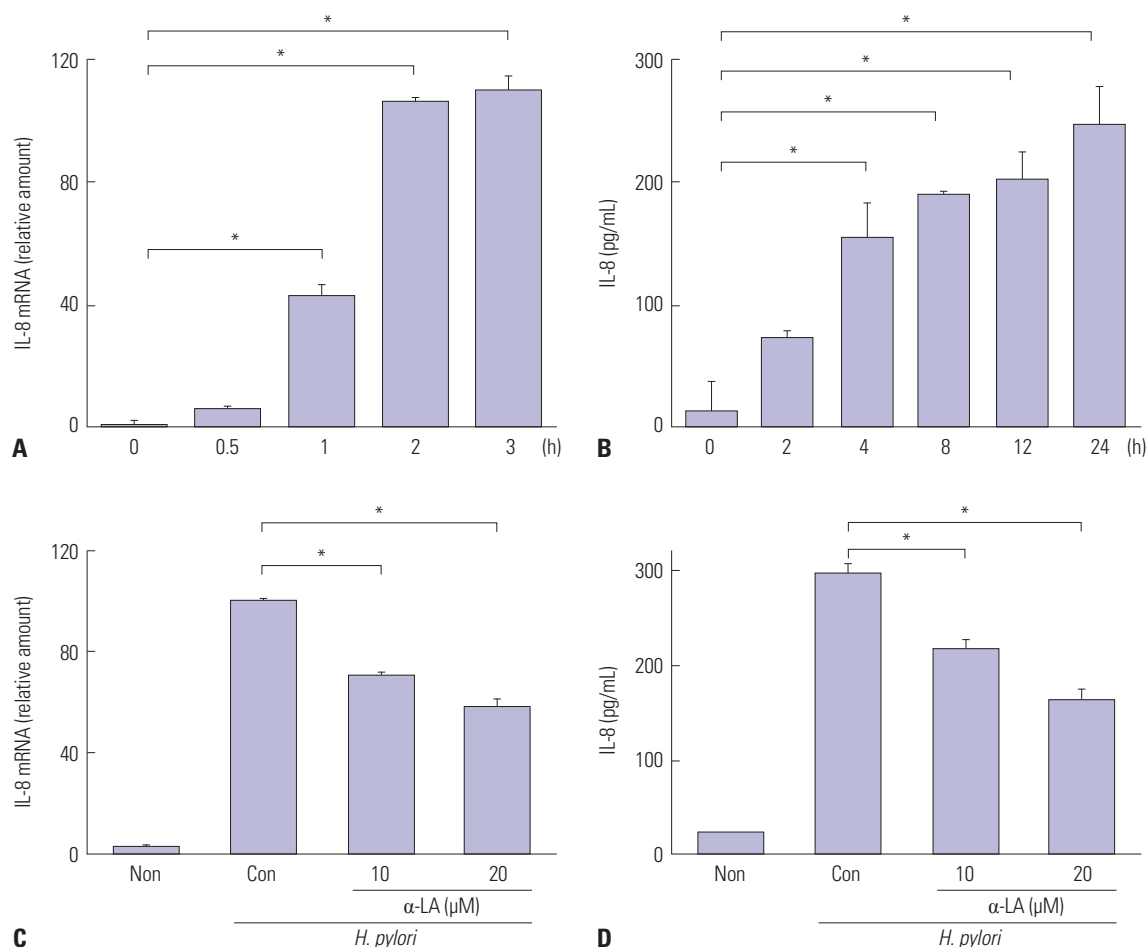 *
*
*
IL-8 mRNA (relative amount)
120
80
40
0
0 0.5 1 2 3 (h)
A
*
*
*
*
IL-8 (pg/mL)
300
200
100
0
0 2 4 8 12 24 (h)
B
*
*
IL-8 mRNA (relative amount)
120
80
40
0
Non Con 10 20
α-LA (μM)
H. pylori
C
*
*
IL-8 (pg/mL)
300
200
100
0
Non Con 10 20
α-LA (μM)
H. pylori
D